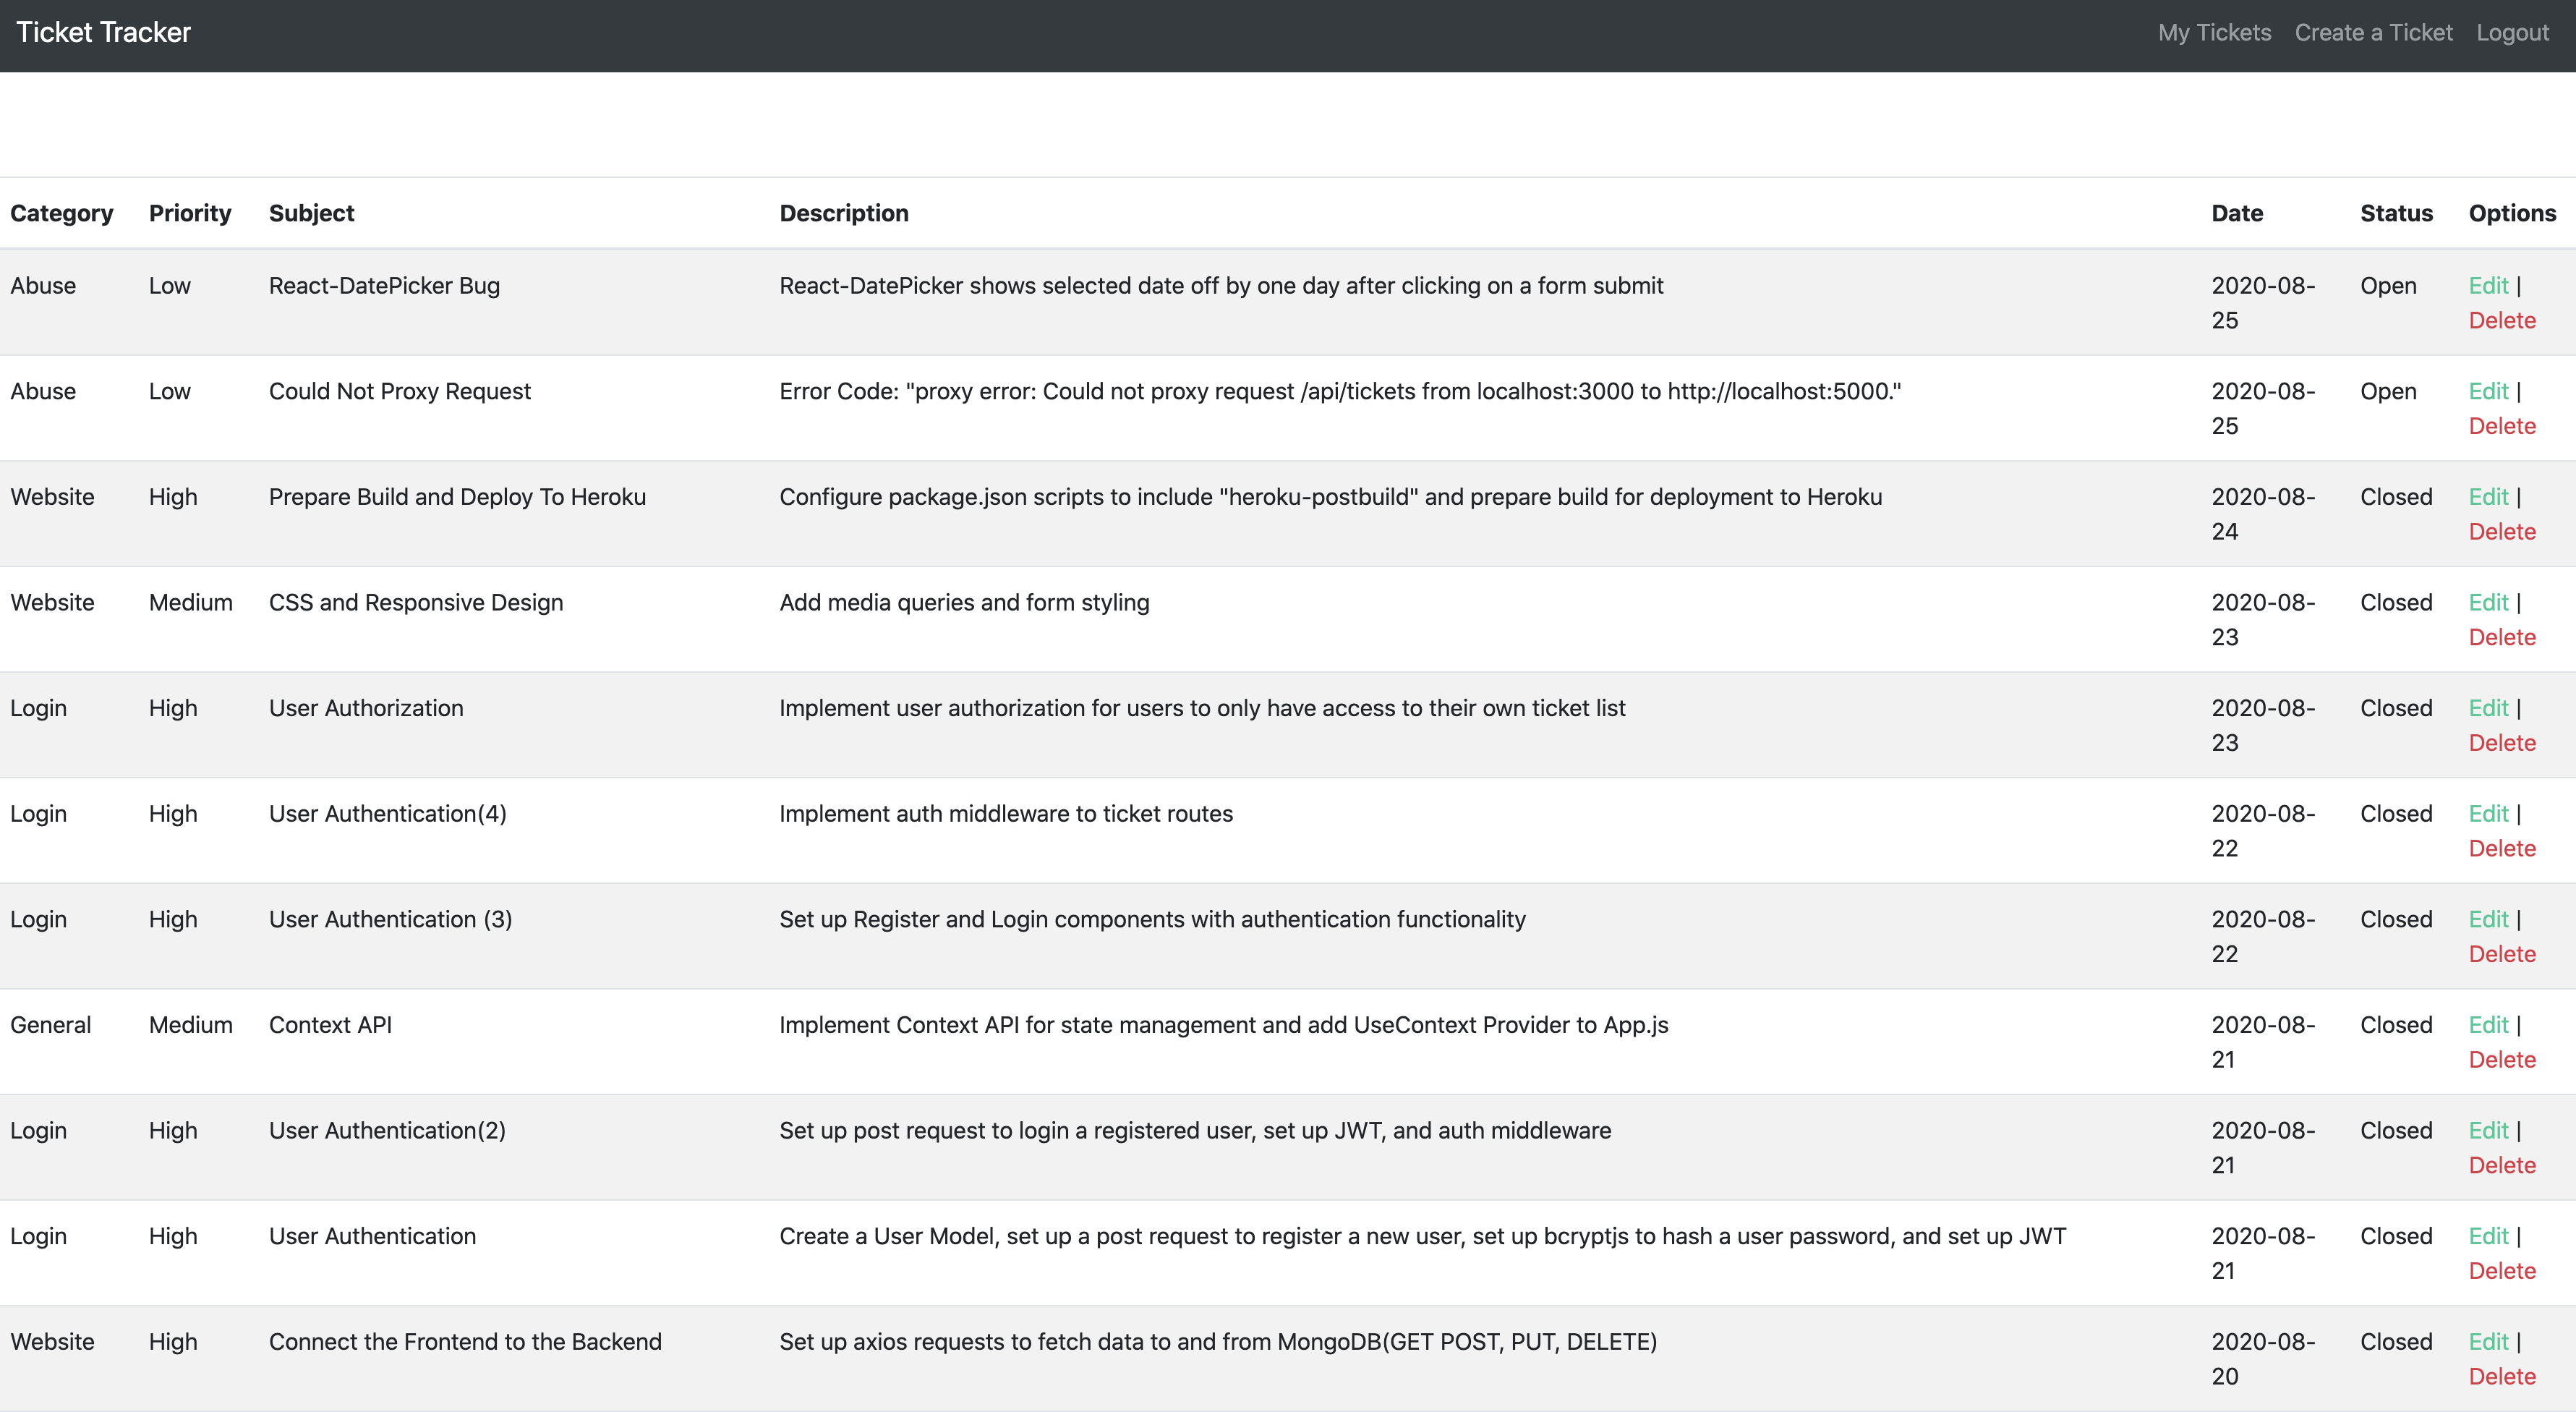 Ticket Tracker My Tickets Create a Ticket Logout
Category Priority Subject Description Date Status Options
Abuse Low React-DatePicker Bug React-DatePicker shows selected date off by one day after clicking on a form submit 2020-08- Open Edit |
25 Delete
Abuse Low Could Not Proxy Request Error Code: "proxy error: Could not proxy request /api/tickets from localhost:3000 to http://localhost:5000." 2020-08- Open Edit |
25 Delete
Website High Prepare Build and Deploy To Heroku Configure package.json scripts to include "heroku-postbuild" and prepare build for deployment to Heroku 2020-08- Closed Edit |
24 Delete
Website Medium CSS and Responsive Design Add media queries and form styling 2020-08- Closed Edit |
23 Delete
Login High User Authorization Implement user authorization for users to only have access to their own ticket list 2020-08- Closed Edit |
23 Delete
Login High User Authentication(4) Implement auth middleware to ticket routes 2020-08- Closed Edit |
22 Delete
Login High User Authentication (3) Set up Register and Login components with authentication functionality 2020-08- Closed Edit |
22 Delete
General Medium Context API Implement Context API for state management and add UseContext Provider to App.js 2020-08- Closed Edit |
21 Delete
Login High User Authentication(2) Set up post request to login a registered user, set up JWT, and auth middleware 2020-08- Closed Edit |
21 Delete
Login High User Authentication Create a User Model, set up a post request to register a new user, set up bcryptjs to hash a user password, and set up JWT 2020-08- Closed Edit |
21 Delete
Website High Connect the Frontend to the Backend Set up axios requests to fetch data to and from MongoDB(GET POST, PUT, DELETE) 2020-08- Closed Edit |
20 Delete